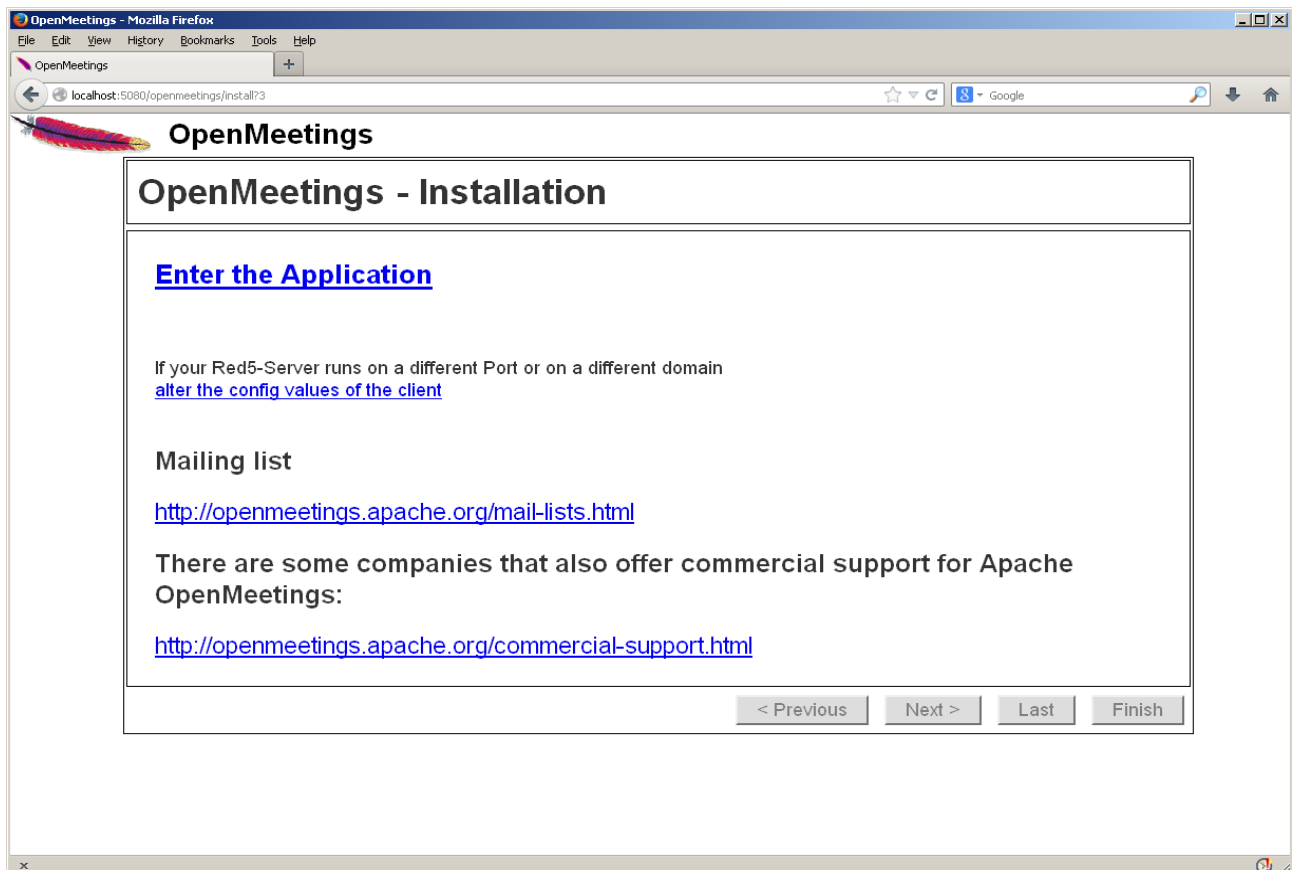 OpenMeetings - Mozilla Firefox
File Edit View History Bookmarks Tools Help
OpenMeetings
localhost:5080/openmeetings/install?3
Google
OpenMeetings
OpenMeetings - Installation
Enter the Application
If your Red5-Server runs on a different Port or on a different domain
alter the config values of the client
Mailing list
http://openmeetings.apache.org/mail-lists.html
There are some companies that also offer commercial support for Apache
OpenMeetings:
http://openmeetings.apache.org/commercial-support.html
< Previous Next > Last Finish